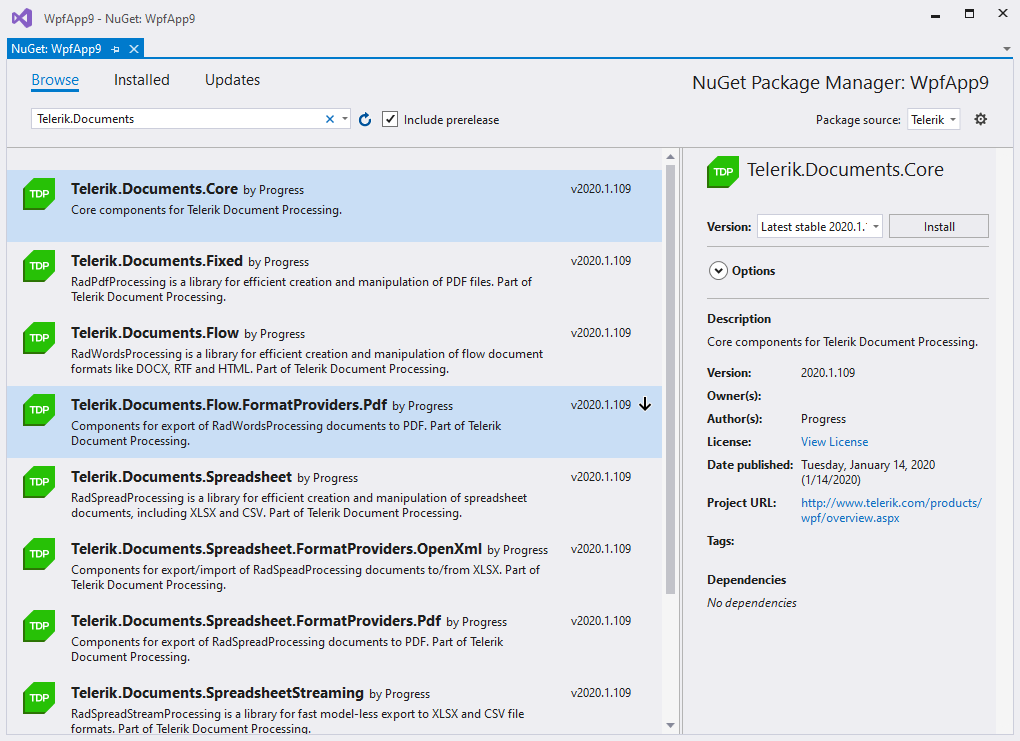 WpfApp9 - NuGet: WpfApp9
NuGet: WpfApp9
Browse Installed Updates
NuGet Package Manager: WpfApp9
Telerik.Documents
Include prerelease
Package source: Telerik
TDP
Telerik.Documents.Core by Progress
v2020.1.109
Core components for Telerik Document Processing.
TDP
Telerik.Documents.Fixed by Progress
v2020.1.109
RadPdfProcessing is a library for efficient creation and manipulation of PDF files. Part of
Telerik Document Processing.
TDP
Telerik.Documents.Flow by Progress
v2020.1.109
RadWordsProcessing is a library for efficient creation and manipulation of flow document
formats like DOCX, RTF and HTML. Part of Telerik Document Processing.
TDP
Telerik.Documents.Flow.FormatProviders.Pdf by Progress
v2020.1.109
Components for export of RadWordsProcessing documents to PDF. Part of Telerik
Document Processing.
TDP
Telerik.Documents.Spreadsheet by Progress
v2020.1.109
RadSpreadProcessing is a library for efficient creation and manipulation of spreadsheet
documents, including XLSX and CSV. Part of Telerik Document Processing.
TDP
Telerik.Documents.Spreadsheet.FormatProviders.OpenXml by Progress
v2020.1.109
Components for export/import of RadSpeadProcessing documents to/from XLSX. Part of
Telerik Document Processing.
TDP
Telerik.Documents.Spreadsheet.FormatProviders.Pdf by Progress
v2020.1.109
Components for export of RadSpreadProcessing documents to PDF. Part of Telerik
Document Processing.
TDP
Telerik.Documents.SpreadsheetStreaming by Progress
v2020.1.109
RadSpreadStreamProcessing is a library for fast model-less export to XLSX and CSV file
formats. Part of Telerik Document Processing.
TDP
Telerik.Documents.Core
Version: Latest stable 2020.1. Install
Options
Description
Core components for Telerik Document Processing.
Version: 2020.1.109
Owner(s):
Author(s): Progress
License: View License
Date published: Tuesday, January 14, 2020
(1/14/2020)
Project URL: http://www.telerik.com/products/
wpf/overview.aspx
Tags:
Dependencies
No dependencies